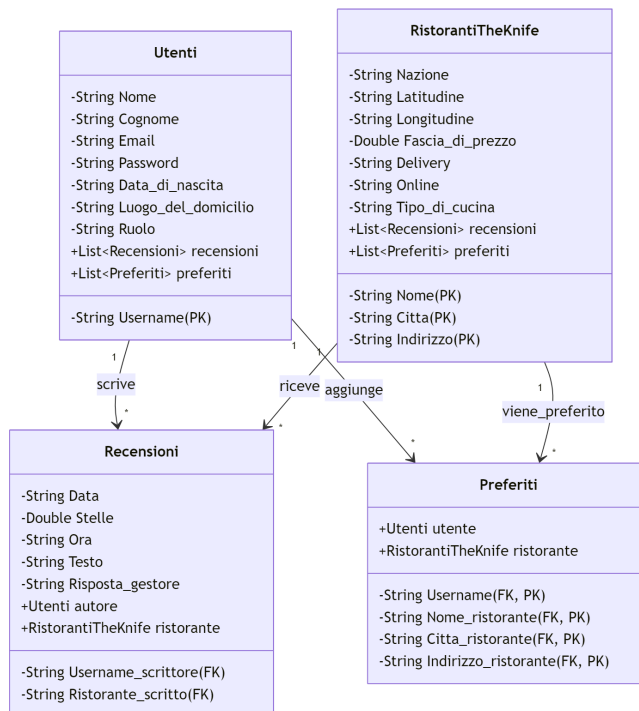 Utenti
-String Nome
-String Cognome
-String Email
-String Password
-String Data_di_nascita
-String Luogo_del_domicilio
-String Ruolo
+List<Recensioni> recensioni
+List<Preferiti> preferiti
-String Username(PK)
RistorantiTheKnife
-String Nazione
-String Latitudine
-String Longitudine
-Double Fascia_di_prezzo
-String Delivery
-String Online
-String Tipo_di_cucina
+List<Recensioni> recensioni
+List<Preferiti> preferiti
-String Nome(PK)
-String Citta(PK)
-String Indirizzo(PK)
1
scrive
*
1
riceve
*
1
aggiunge
*
1
viene_preferito
*
Recensioni
-String Data
-Double Stelle
-String Ora
-String Testo
-String Risposta_gestore
+Utenti autore
+RistorantiTheKnife ristorante
-String Username_scrittore(FK)
-String Ristorante_scritto(FK)
Preferiti
+Utenti utente
+RistorantiTheKnife ristorante
-String Username(FK, PK)
-String Nome_ristorante(FK, PK)
-String Citta_ristorante(FK, PK)
-String Indirizzo_ristorante(FK, PK)